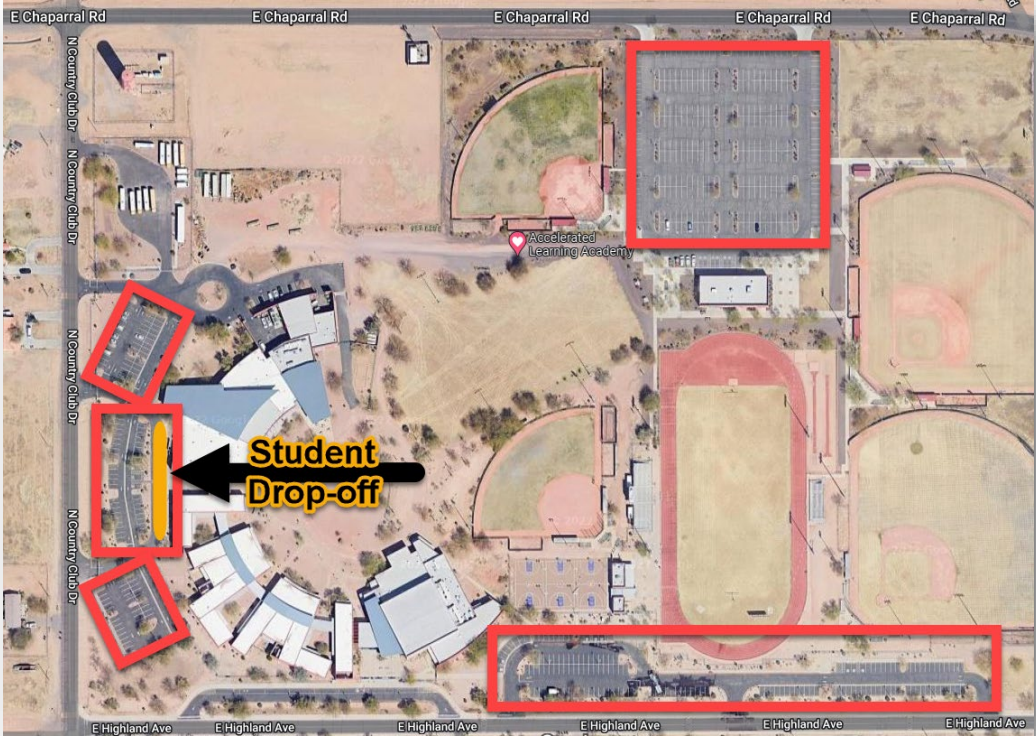 E Chaparral Rd
E Chaparral Rd
E Chaparral Rd
E Chaparral Rd
E Chaparral Rd
N Country Club Dr
N Country Club Dr
Accelerated
Learning Academy
N Country Club Dr
Student
Drop-off
N Country Club Dr
E Highland Ave
E Highland Ave
E Highland Ave
E Highland Ave
E Highland Ave
E Highland Ave